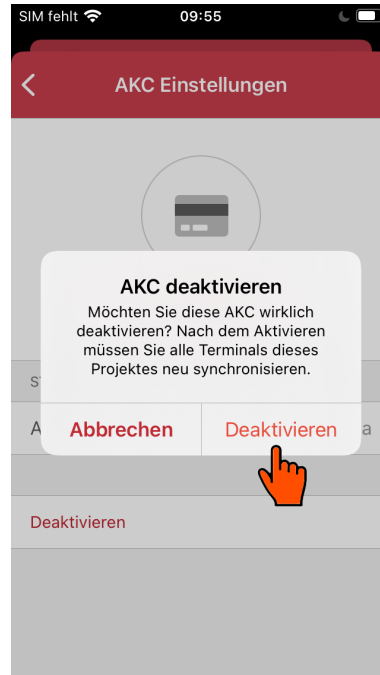 SIM fehlt 09:55
AKC Einstellungen
AKC deaktivieren
Möchten Sie diese AKC wirklich
deaktivieren? Nach dem Aktivieren
müssen Sie alle Terminals dieses
Projektes neu synchronisieren.
Abbrechen Deaktivieren
Deaktivieren